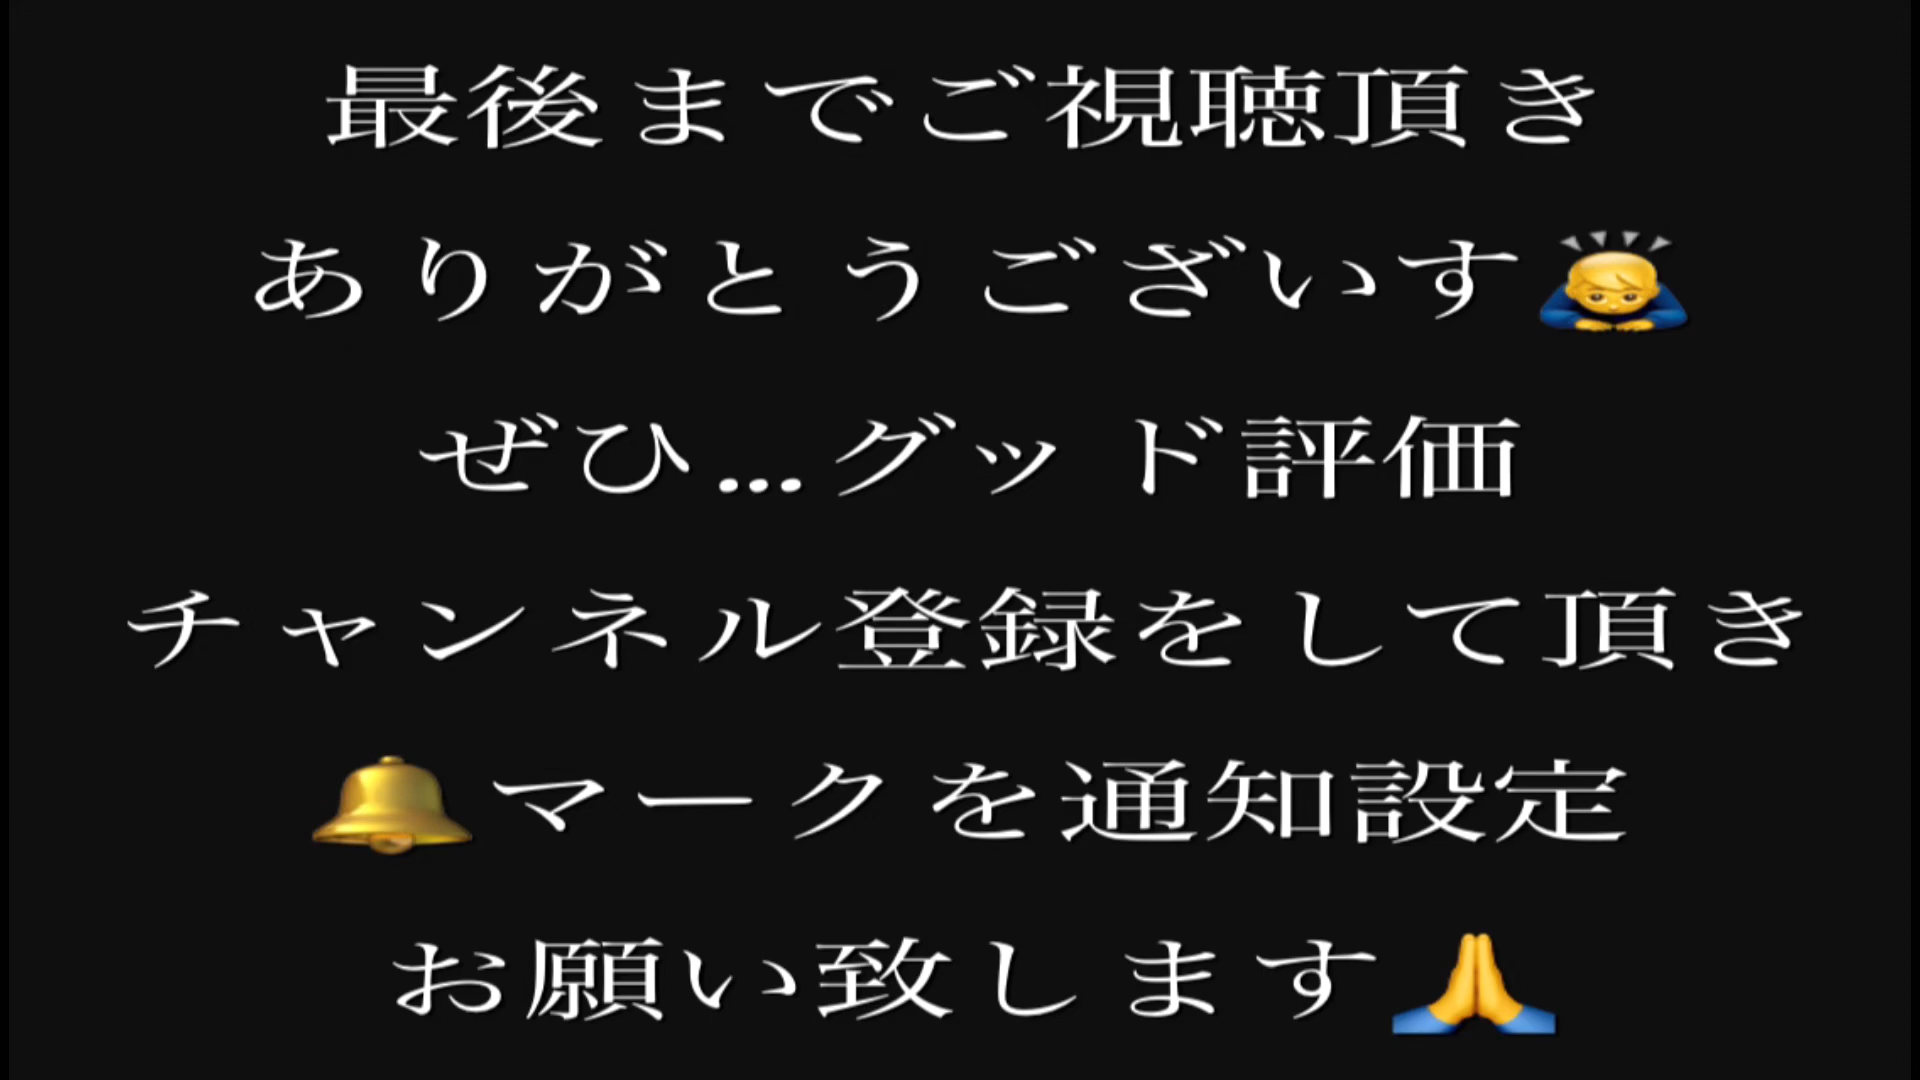 最後までご視聴頂き
ありがとうございす🙇
ぜひ...グッド評価
チャンネル登録をして頂き
🔔マークを通知設定
お願い致します🙏